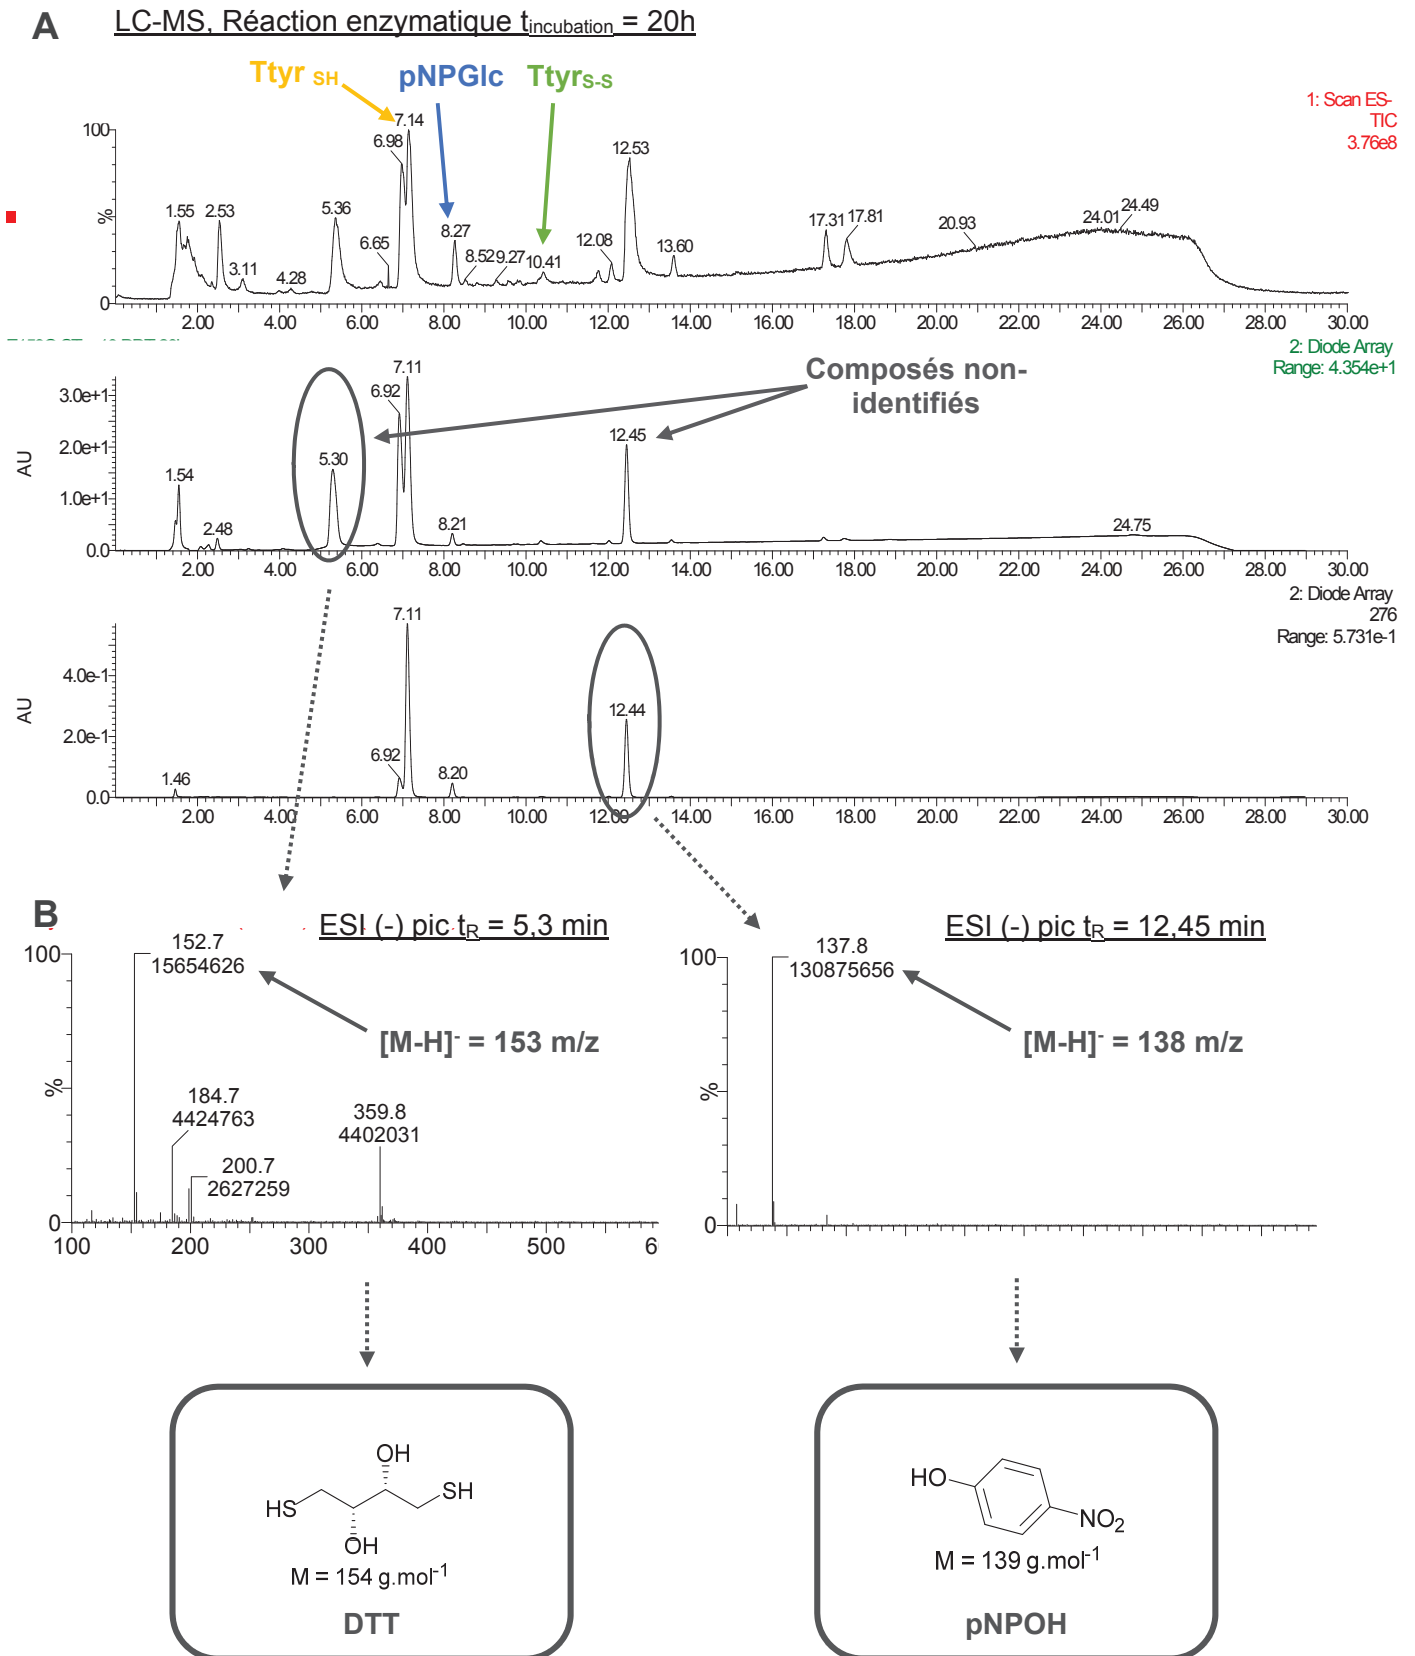 A
LC-MS, Réaction enzymatique tincubation = 20h
Ttyr SH
pNPGlc
TtyrS-S
1: Scan ES-
TIC
3.76e8
100
%
0
1.55
2.53
3.11
4.28
5.36
6.65
6.98
7.14
8.27
8.52
9.27
10.41
12.08
12.53
13.60
17.31
17.81
20.93
24.01
24.49
2.00 4.00 6.00 8.00 10.00 12.00 14.00 16.00 18.00 20.00 22.00 24.00 26.00 28.00 30.00
2: Diode Array
Range: 4.354e+1
Composés non-
identifiés
AU
3.0e+1
2.0e+1
1.0e+1
0.0
1.54
2.48
5.30
6.92
7.11
8.21
12.45
24.75
2.00 4.00 6.00 8.00 10.00 12.00 14.00 16.00 18.00 20.00 22.00 24.00 26.00 28.00 30.00
2: Diode Array
276
Range: 5.731e-1
AU
4.0e-1
2.0e-1
0.0
1.46
6.92
7.11
8.20
12.44
2.00 4.00 6.00 8.00 10.00 12.00 14.00 16.00 18.00 20.00 22.00 24.00 26.00 28.00 30.00
B
ESI (-) pic tR = 5,3 min
100
%
0
152.7
15654626
[M-H]- = 153 m/z
184.7
4424763
200.7
2627259
359.8
4402031
100 200 300 400 500 6
ESI (-) pic tR = 12,45 min
100
%
0
137.8
130875656
[M-H]- = 138 m/z
OH
HS
SH
OH
M = 154 g.mol-1
DTT
HO
NO2
M = 139 g.mol-1
pNPOH